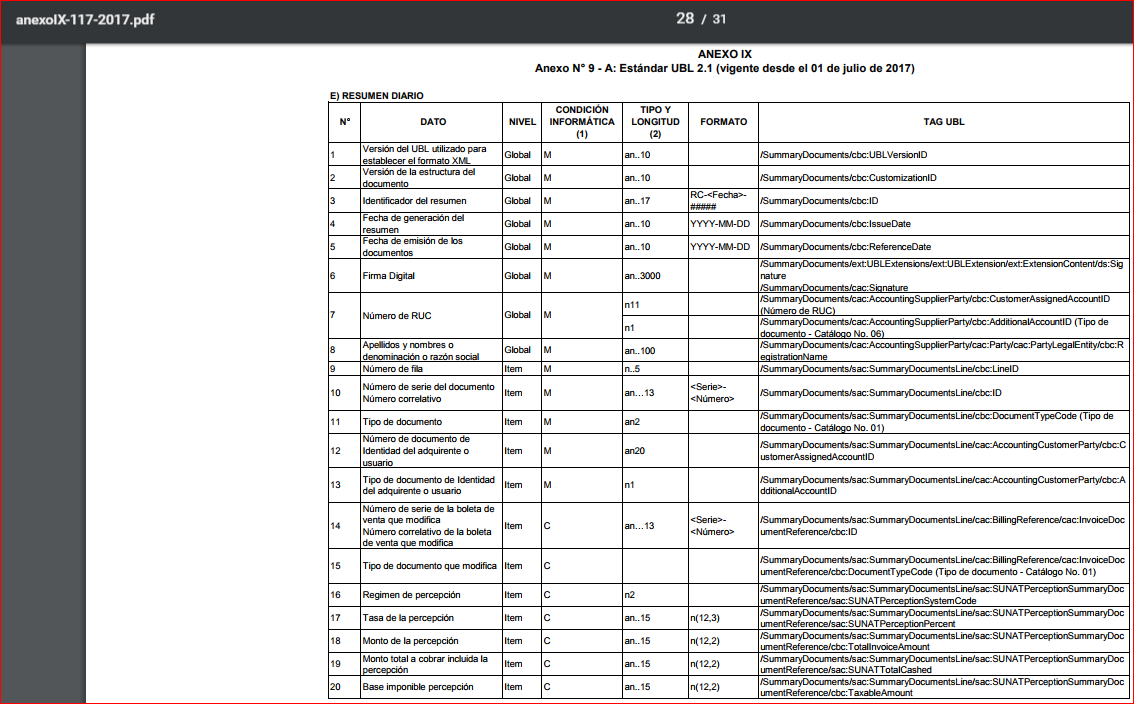 anexoIX-117-2017.pdf
28 / 31
ANEXO IX
Anexo N° 9 - A: Estándar UBL 2.1 (vigente desde el 01 de julio de 2017)
E) RESUMEN DIARIO
N° DATO NIVEL CONDICIÓN INFORMÁTICA (1) TIPO Y LONGITUD (2) FORMATO TAG UBL
1 Versión del UBL utilizado para establecer el formato XML Global M an..10 /SummaryDocuments/cbc:UBLVersionID
2 Versión de la estructura del documento Global M an..10 /SummaryDocuments/cbc:CustomizationID
3 Identificador del resumen Global M an..17 RC-<Fecha>-##### /SummaryDocuments/cbc:ID
4 Fecha de generación del resumen Global M an..10 YYYY-MM-DD /SummaryDocuments/cbc:IssueDate
5 Fecha de emisión de los documentos Global M an..10 YYYY-MM-DD /SummaryDocuments/cbc:ReferenceDate
6 Firma Digital Global M an..3000 /SummaryDocuments/ext:UBLExtensions/ext:UBLExtension/ext:ExtensionContent/ds:Signature
/SummaryDocuments/cac:Signature
7 Número de RUC Global M n11 /SummaryDocuments/cac:AccountingSupplierParty/cbc:CustomerAssignedAccountID (Número de RUC)
n1 /SummaryDocuments/cac:AccountingSupplierParty/cbc:AdditionalAccountID (Tipo de documento - Catálogo No. 06)
8 Apellidos y nombres o denominación o razón social Global M an..100 /SummaryDocuments/cac:AccountingSupplierParty/cac:Party/cac:PartyLegalEntity/cbc:RegistrationName
9 Número de fila Item M n..5 /SummaryDocuments/sac:SummaryDocumentsLine/cbc:LineID
10 Número de serie del documento Número correlativo Item M an...13 <Serie>-<Número> /SummaryDocuments/sac:SummaryDocumentsLine/cbc:ID
11 Tipo de documento Item M an2 /SummaryDocuments/sac:SummaryDocumentsLine/cbc:DocumentTypeCode (Tipo de documento - Catálogo No. 01)
12 Número de documento de Identidad del adquirente o usuario Item M an20 /SummaryDocuments/sac:SummaryDocumentsLine/cac:AccountingCustomerParty/cbc:CustomerAssignedAccountID
13 Tipo de documento de Identidad del adquirente o usuario Item M n1 /SummaryDocuments/sac:SummaryDocumentsLine/cac:AccountingCustomerParty/cbc:AdditionalAccountID
14 Número de serie de la boleta de venta que modifica Número correlativo de la boleta de venta que modifica Item C an...13 <Serie>-<Número> /SummaryDocuments/sac:SummaryDocumentsLine/cac:BillingReference/cac:InvoiceDocumentReference/cbc:ID
15 Tipo de documento que modifica Item C /SummaryDocuments/sac:SummaryDocumentsLine/cac:BillingReference/cac:InvoiceDocumentReference/cbc:DocumentTypeCode (Tipo de documento - Catálogo No. 01)
16 Regimen de percepción Item C n2 /SummaryDocuments/sac:SummaryDocumentsLine/sac:SUNATPerceptionSummaryDocumentReference/sac:SUNATPerceptionSystemCode
17 Tasa de la percepción Item C an..15 n(12,3) /SummaryDocuments/sac:SummaryDocumentsLine/sac:SUNATPerceptionSummaryDocumentReference/sac:SUNATPerceptionPercent
18 Monto de la percepción Item C an..15 n(12,2) /SummaryDocuments/sac:SummaryDocumentsLine/sac:SUNATPerceptionSummaryDocumentReference/cbc:TotalInvoiceAmount
19 Monto total a cobrar incluida la percepción Item C an..15 n(12,2) /SummaryDocuments/sac:SummaryDocumentsLine/sac:SUNATPerceptionSummaryDocumentReference/sac:SUNATTotalCashed
20 Base imponible percepción Item C an..15 n(12,2) /SummaryDocuments/sac:SummaryDocumentsLine/sac:SUNATPerceptionSummaryDocumentReference/cbc:TaxableAmount